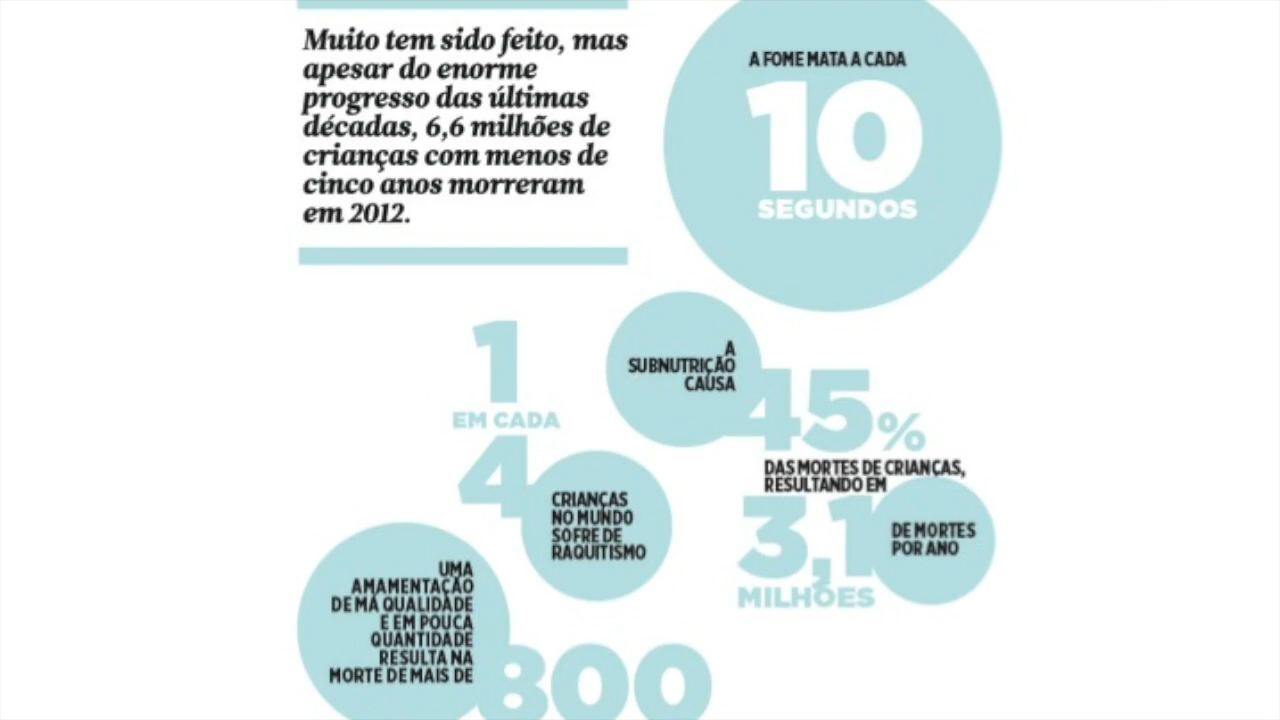 Muito tem sido feito, mas
apesar do enorme
progresso das últimas
décadas, 6,6 milhões de
crianças com menos de
cinco anos morreram
em 2012.
A FOME MATA A CADA
10
SEGUNDOS
A
SUBNUTRIÇÃO
CAUSA
45%
DAS MORTES DE CRIANÇAS,
RESULTANDO EM
3,1
MILHÕES
DE MORTES
POR ANO
1
EM CADA
4
CRIANÇAS
NO MUNDO
SOFRE DE
RAQUITISMO
UMA
AMAMENTAÇÃO
DE MÁ QUALIDADE
E EM POUCA
QUANTIDADE
RESULTA NA
MORTE DE MAIS DE
800